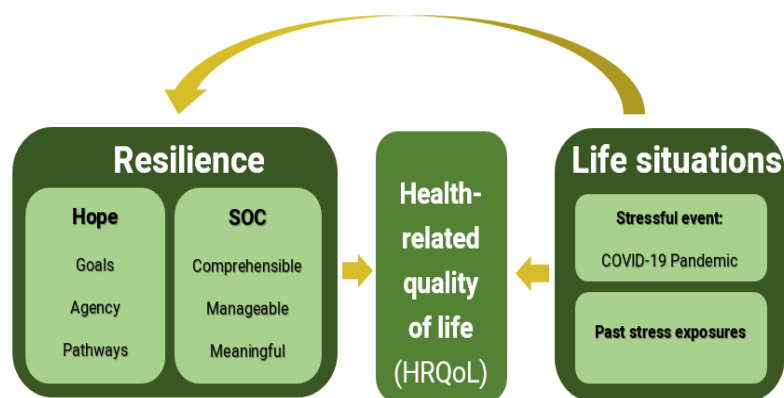 Resilience
Hope
Goals
Agency
Pathways
SOC
Comprehensible
Manageable
Meaningful
Health-
related
quality
of life
(HRQoL)
Life situations
Stressful event:
COVID-19 Pandemic
Past stress exposures